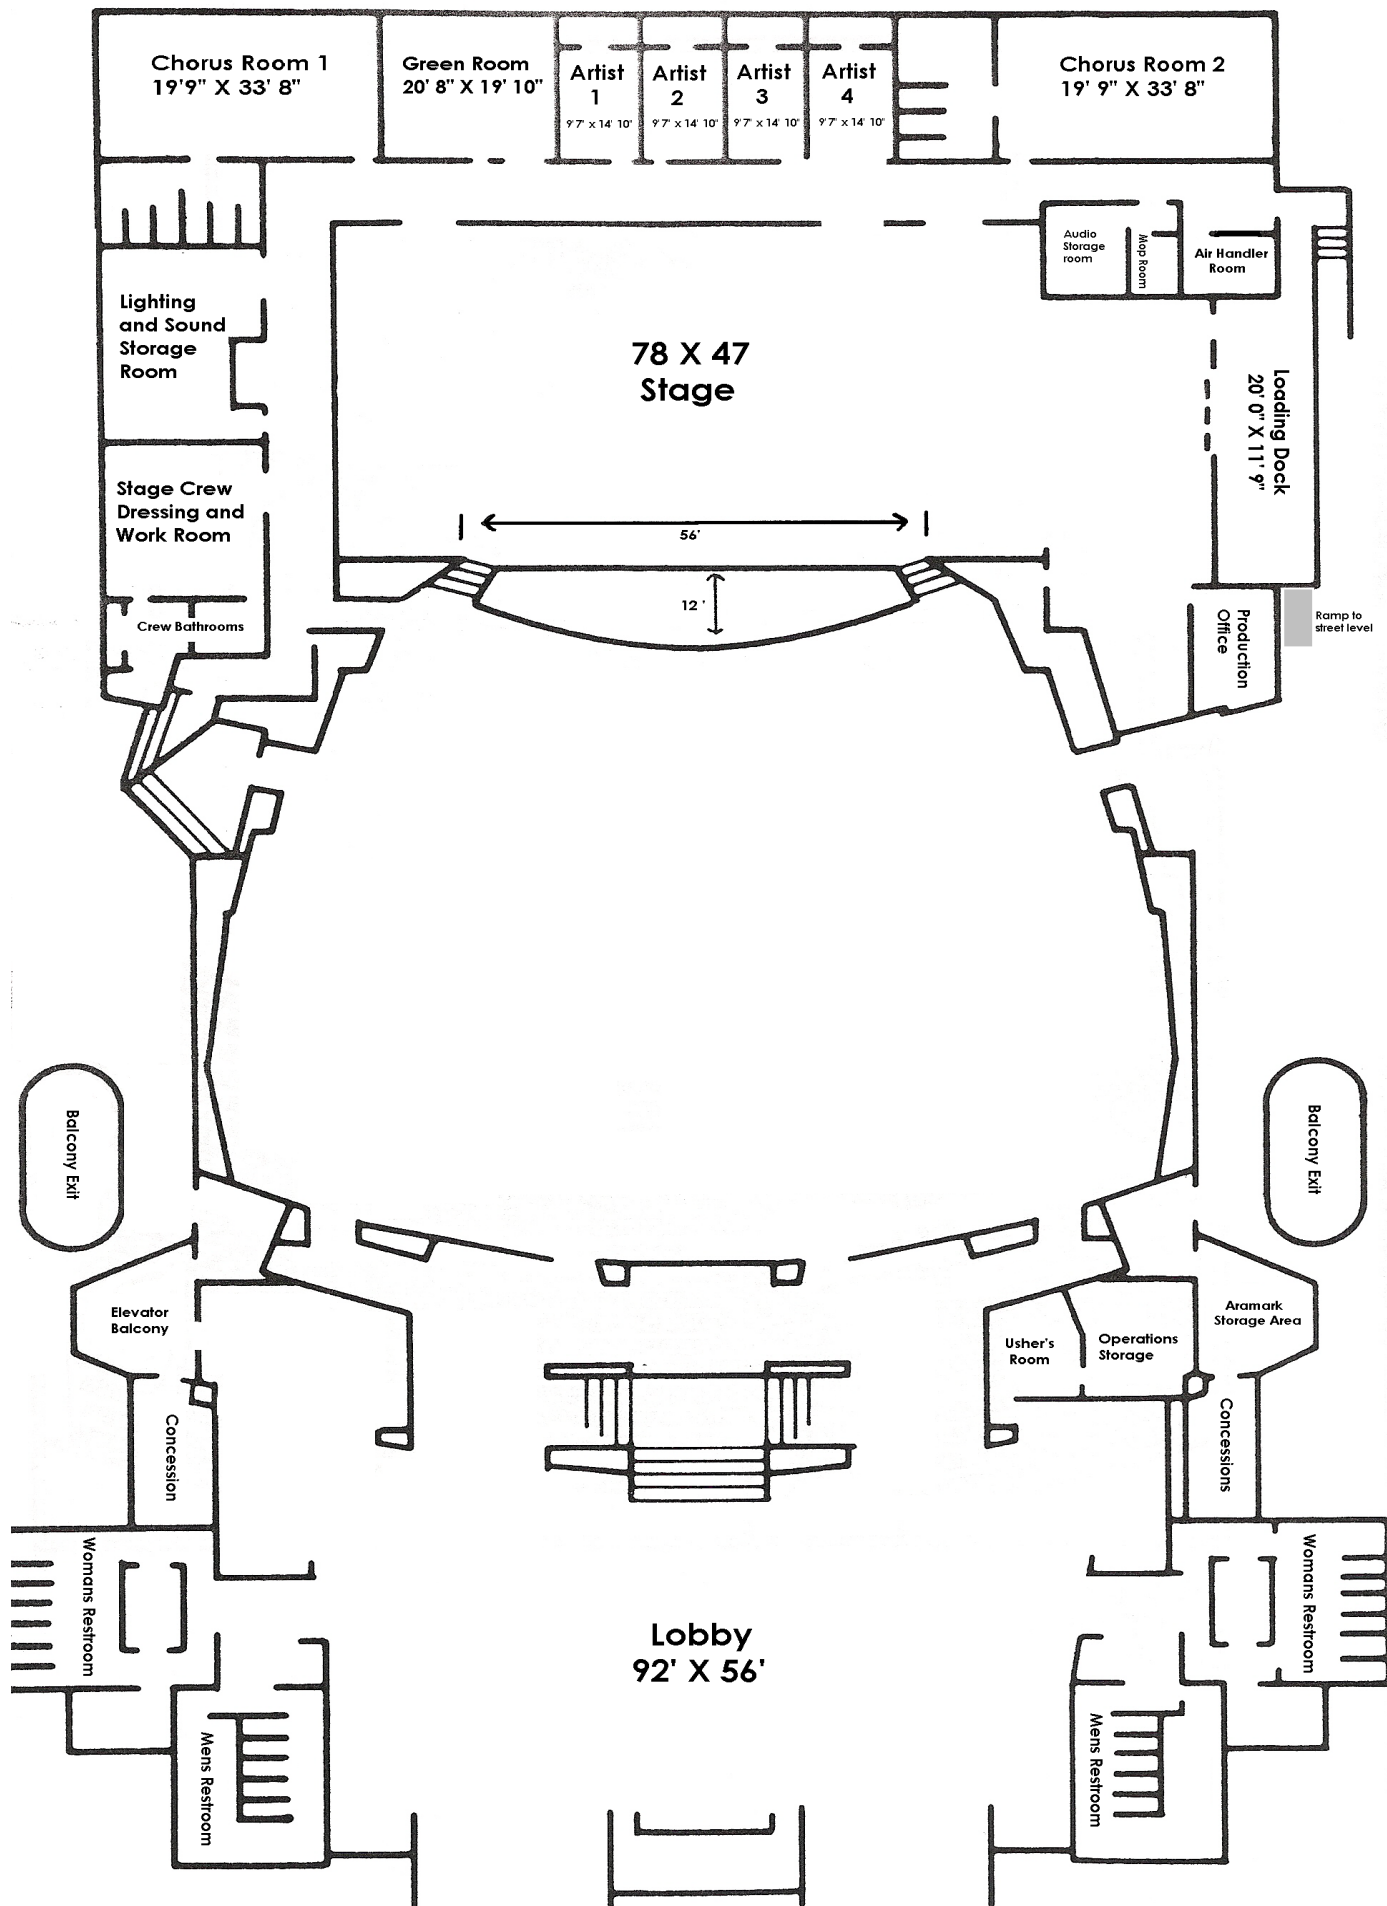 Chorus Room 1
19'9" X 33' 8"
Green Room
20' 8" X 19' 10"
Artist
1
9'7" x 14' 10"
Artist
2
9'7" x 14' 10"
Artist
3
9'7" x 14' 10"
Artist
4
9'7" x 14' 10"
Chorus Room 2
19' 9" X 33' 8"
Audio
Storage
room
Mop Room
Air Handler
Room
Lighting
and Sound
Storage
Room
78 X 47
Stage
Loading Dock
20' 0" X 11' 9"
Stage Crew
Dressing and
Work Room
56'
12 '
Crew Bathrooms
Production
Office
Ramp to
street level
Balcony Exit
Balcony Exit
Elevator
Balcony
Usher's
Room
Operations
Storage
Aramark
Storage Area
Concession
Concessions
Womans Restroom
Womans Restroom
Lobby
92' X 56'
Mens Restroom
Mens Restroom